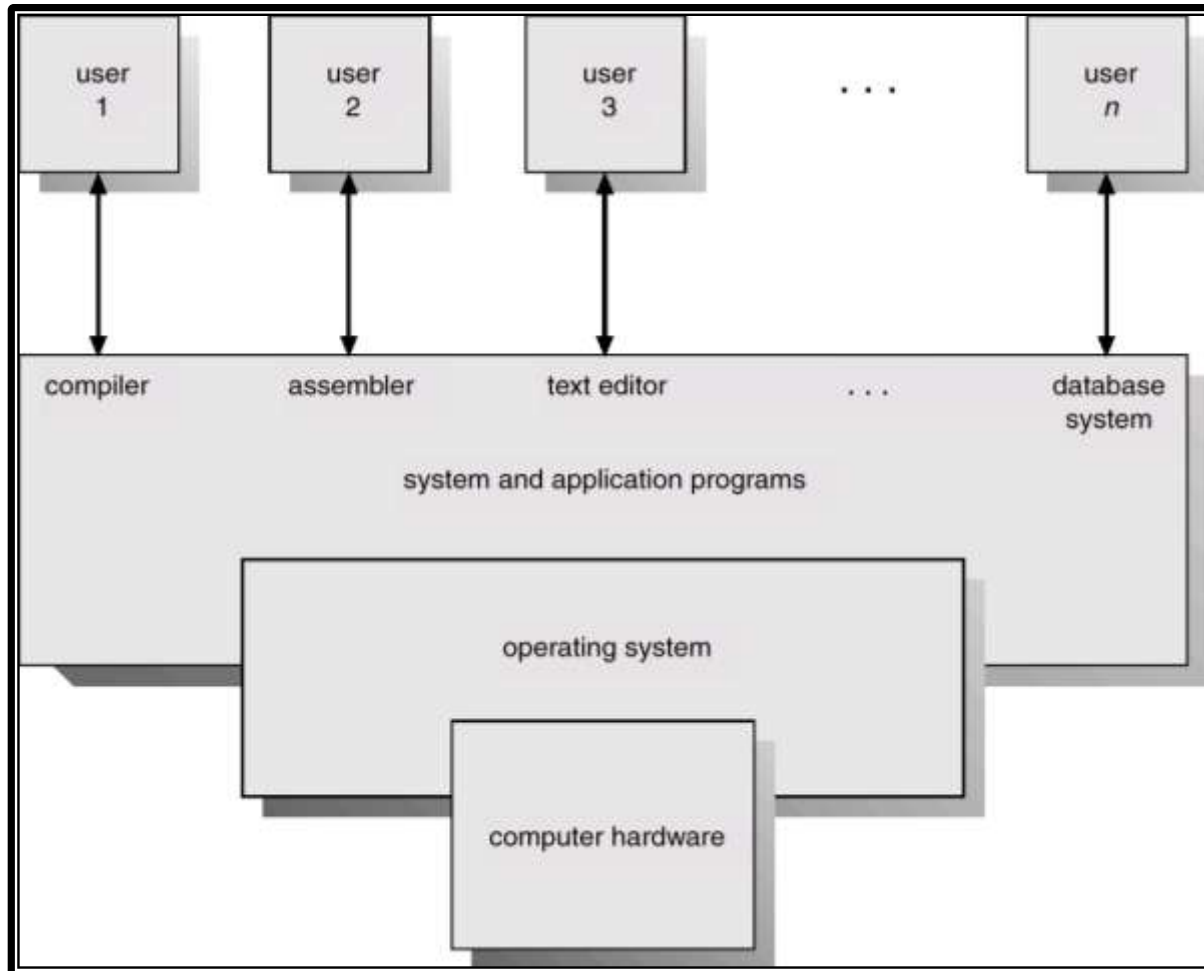 user
1
user
2
user
3
. . .
user
n
compiler
assembler
text editor
. . .
database
system
system and application programs
operating system
computer hardware